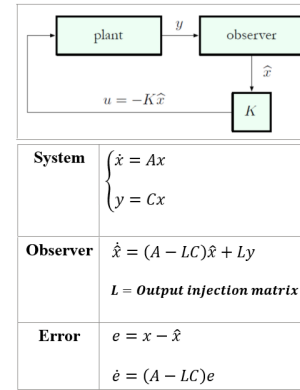 plant
y
observer
x̂
u = −Kx̂
K
System
ẋ = Ax
y = Cx
Observer
x̂̇ = (A − LC)x̂ + Ly
L = Output injection matrix
Error
e = x − x̂
ė = (A − LC)e